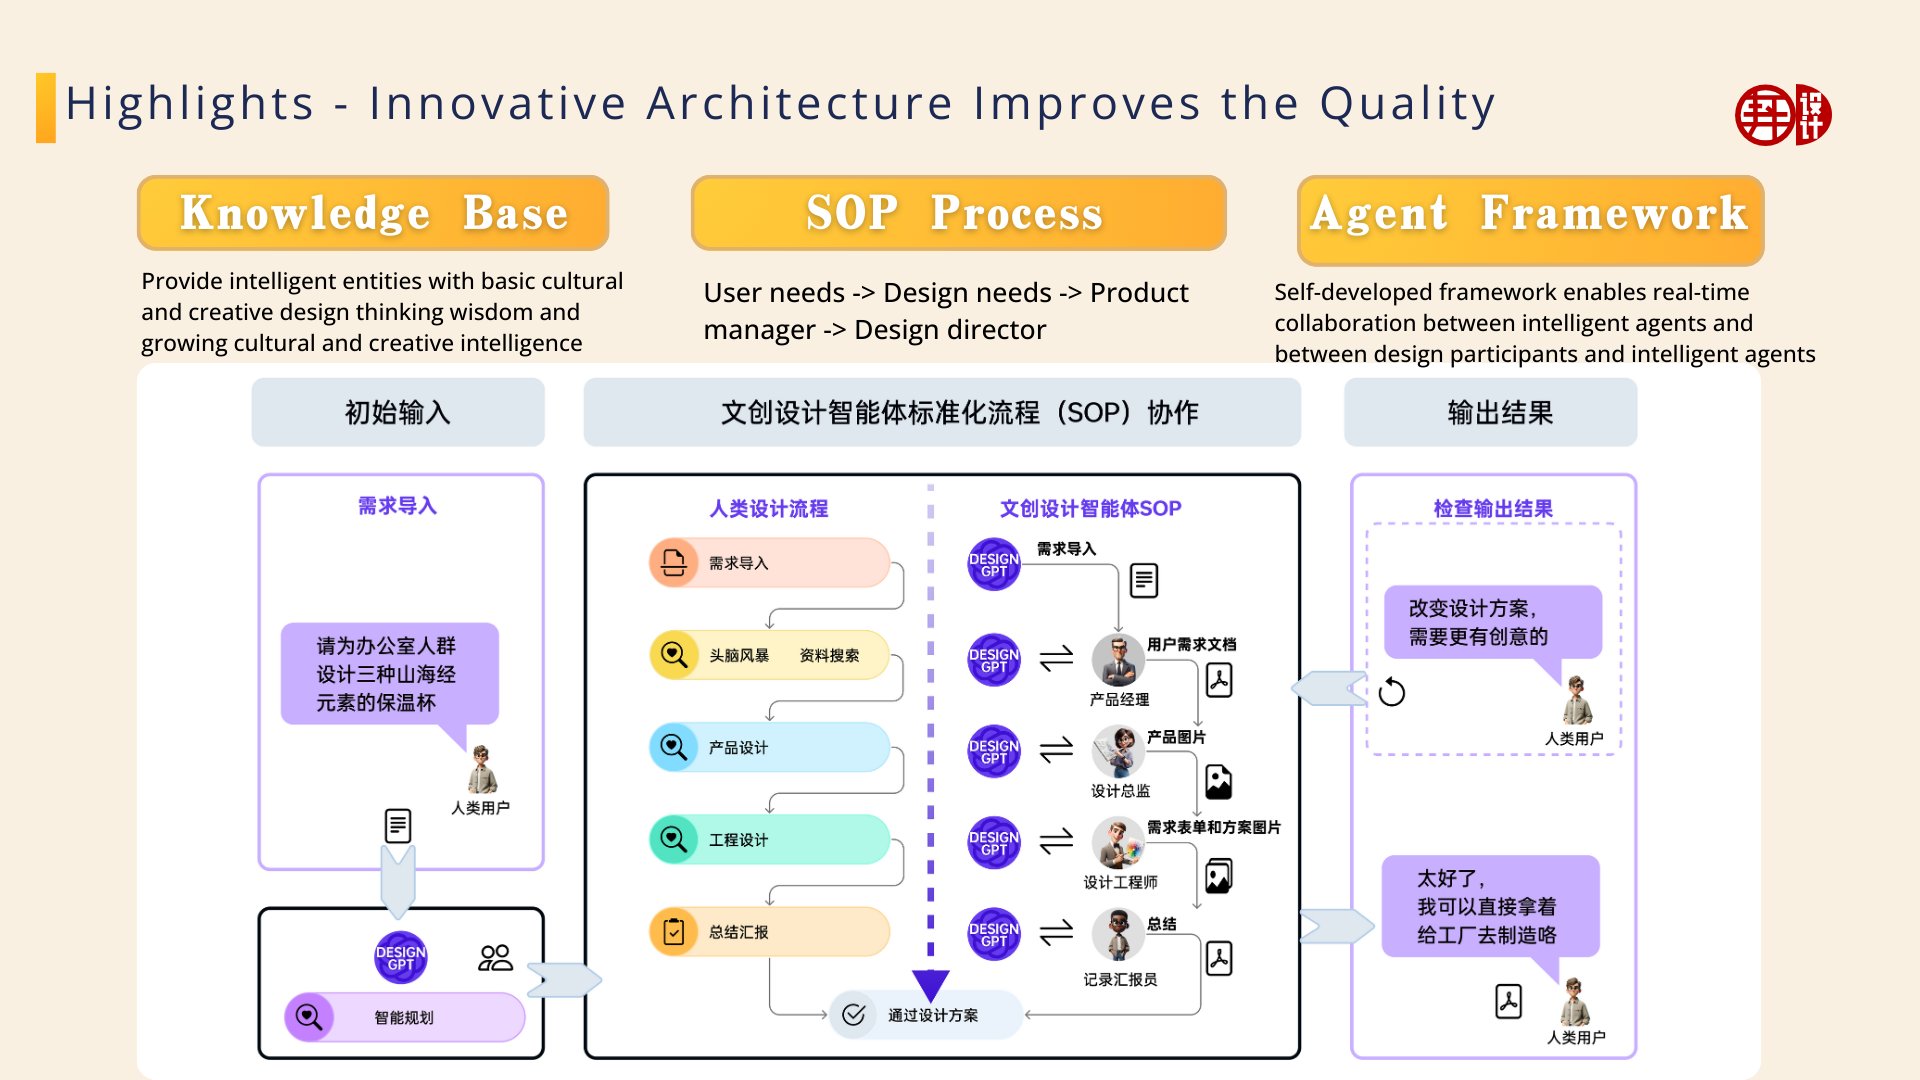 Highlights - Innovative Architecture Improves the Quality
设计
Knowledge Base
SOP Process
Agent Framework
Provide intelligent entities with basic cultural
and creative design thinking wisdom and
growing cultural and creative intelligence
User needs -> Design needs -> Product
manager -> Design director
Self-developed framework enables real-time
collaboration between intelligent agents and
between design participants and intelligent agents
初始输入
文创设计智能体标准化流程（SOP）协作
输出结果
需求导入
请为办公室人群
设计三种山海经
元素的保温杯
人类用户
DESIGN
GPT
智能规划
人类设计流程
需求导入
头脑风暴 资料搜索
产品设计
工程设计
总结汇报
文创设计智能体SOP
DESIGN
GPT
需求导入
DESIGN
GPT
用户需求文档
产品经理
DESIGN
GPT
产品图片
设计总监
DESIGN
GPT
需求表单和方案图片
设计工程师
DESIGN
GPT
总结
记录汇报员
通过设计方案
检查输出结果
改变设计方案，
需要更有创意的
人类用户
太好了，
我可以直接拿着
给工厂去制造咯
人类用户